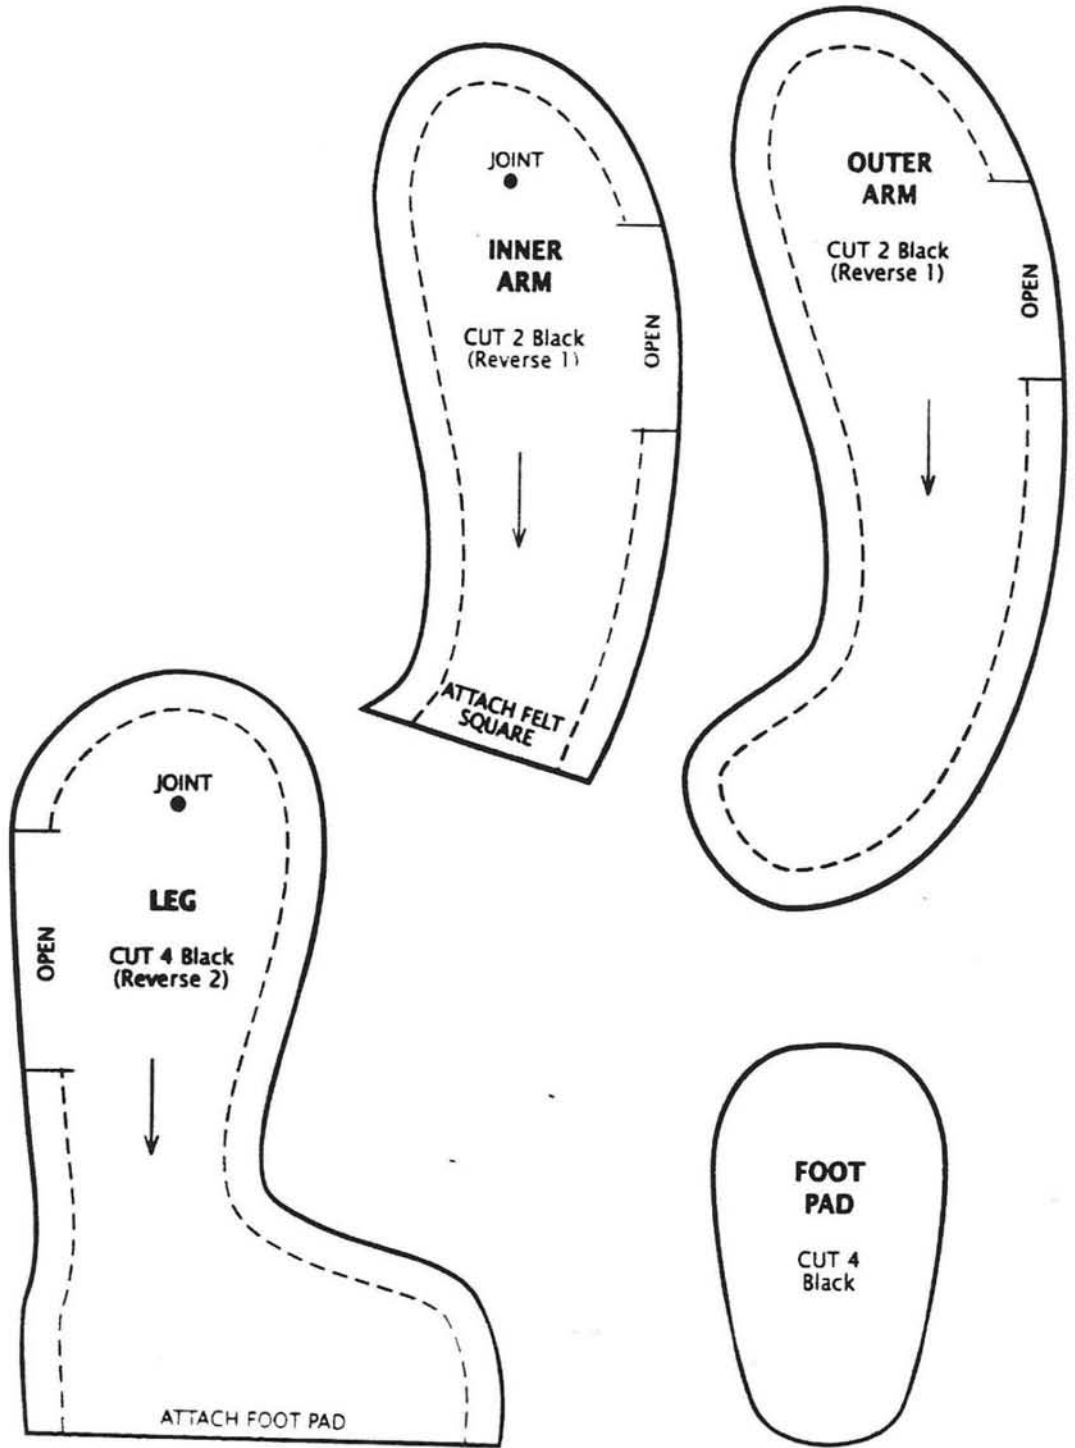 JOINT
INNER
ARM
CUT 2 Black
(Reverse 1)
OPEN
ATTACH FELT
SQUARE
OUTER
ARM
CUT 2 Black
(Reverse 1)
OPEN
JOINT
LEG
CUT 4 Black
(Reverse 2)
OPEN
ATTACH FOOT PAD
FOOT
PAD
CUT 4
Black